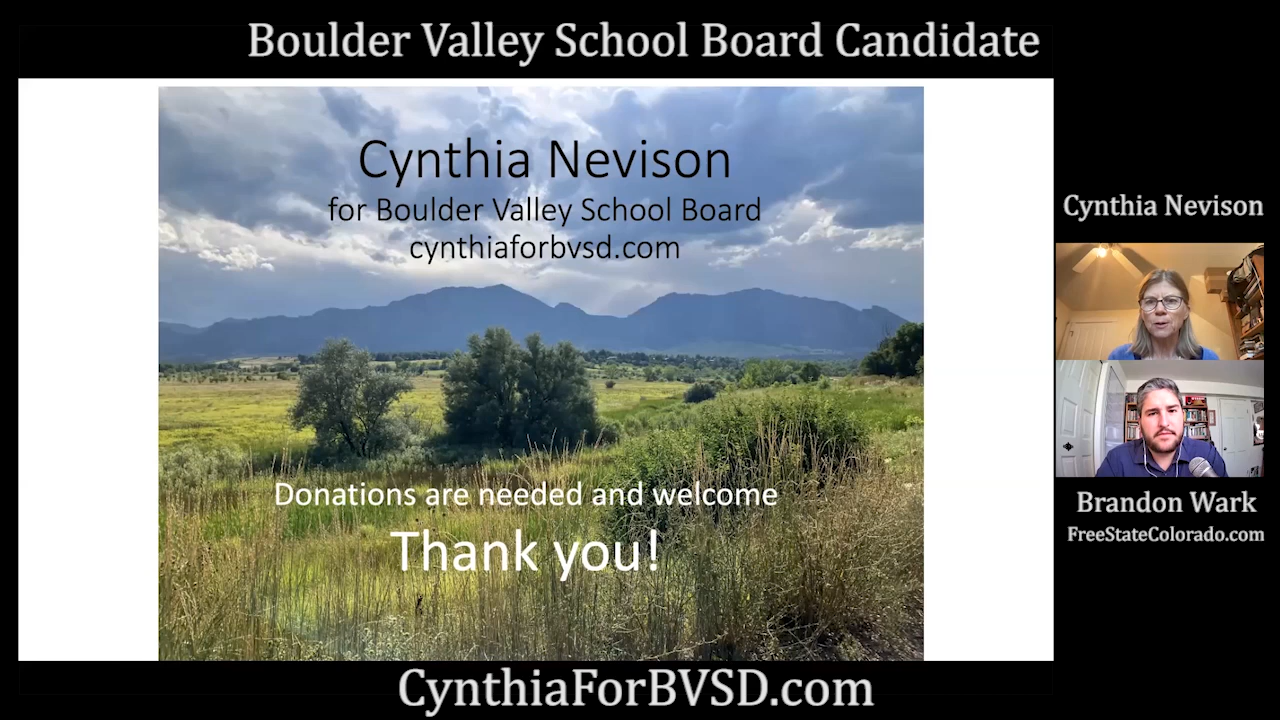 Boulder Valley School Board Candidate
Cynthia Nevison
for Boulder Valley School Board
cynthiaforbvsd.com
Donations are needed and welcome
Thank you!
Cynthia Nevison
Brandon Wark
FreeStateColorado.com
CynthiaForBVSD.com